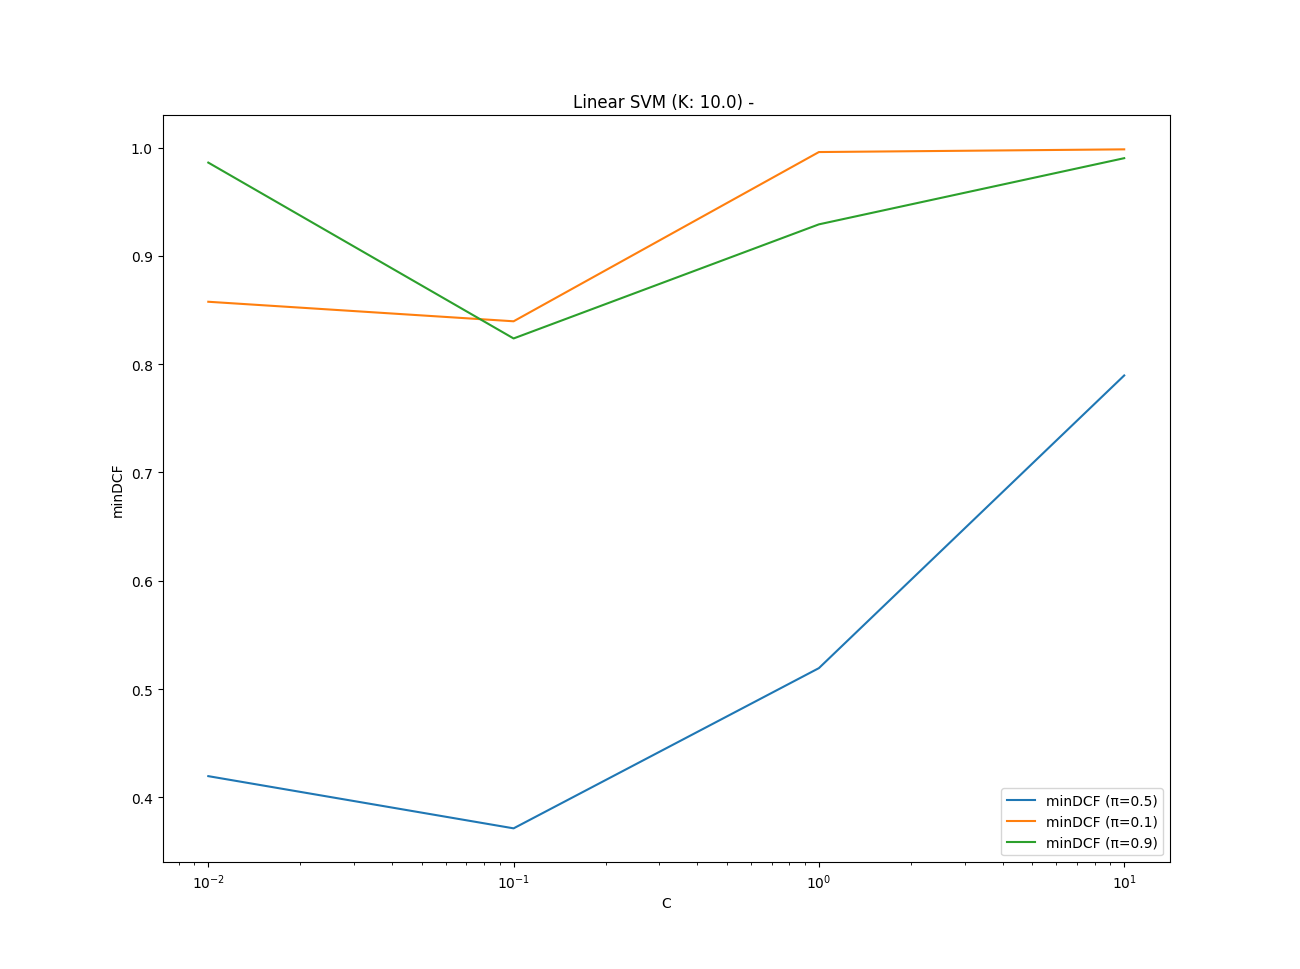 Linear SVM (K: 10.0) -
minDCF
1.0
0.9
0.8
0.7
0.6
0.5
0.4
minDCF (π=0.5)
minDCF (π=0.1)
minDCF (π=0.9)
10⁻² 10⁻¹ 10⁰ 10¹
C